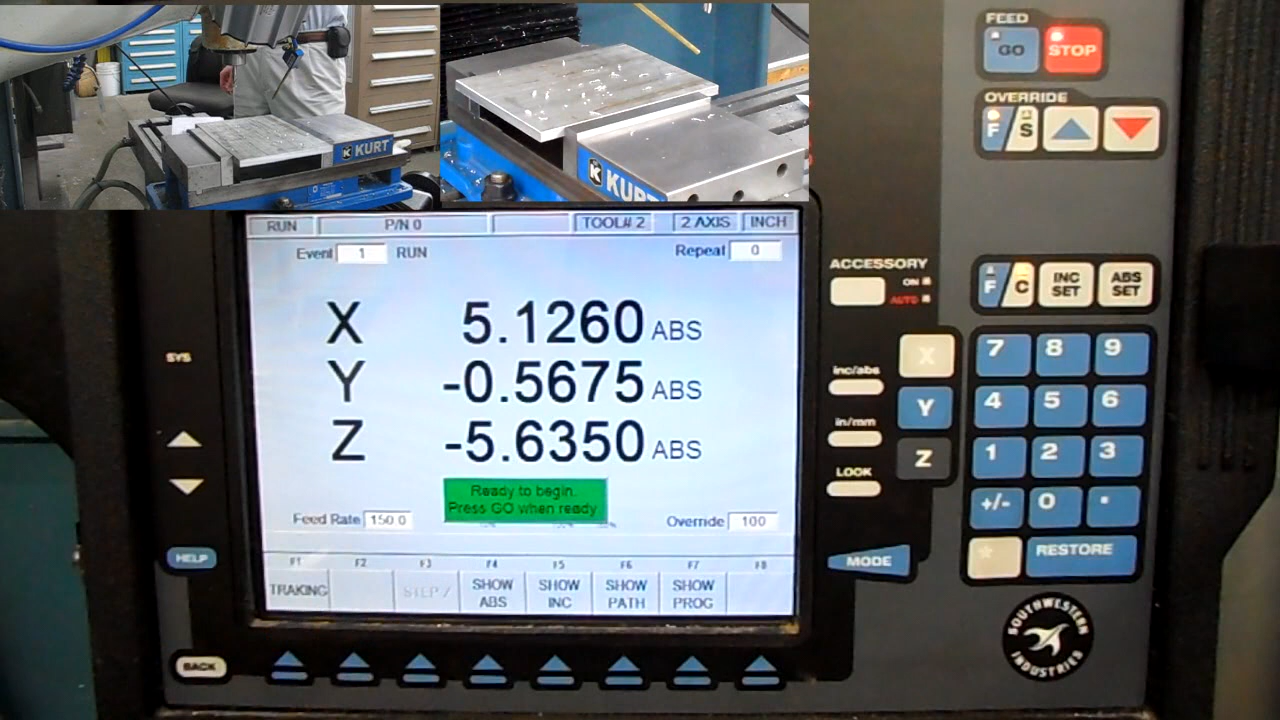 KURT
KURT
RUN P/N 0 TOOL# 2 2 AXIS INCH
Event 1 RUN Repeat 0
X 5.1260 ABS
Y -0.5675 ABS
Z -5.6350 ABS
Ready to begin.
Press GO when ready
Feed Rate 150.0 Override 100
F1 F2 F3 F4 F5 F6 F7 F8
TRAKING
SHOW ABS
SHOW INC
SHOW PATH
SHOW PROG
SYS
HELP
BACK
FEED
GO STOP
OVERRIDE
F/S
ACCESSORY
ON
AUTO
F/C
INC SET
ABS SET
inc/abs
in/mm
LOOK
MODE
X
Y
Z
7 8 9
4 5 6
1 2 3
+/- 0 .
* RESTORE
SOUTHWESTERN INDUSTRIES